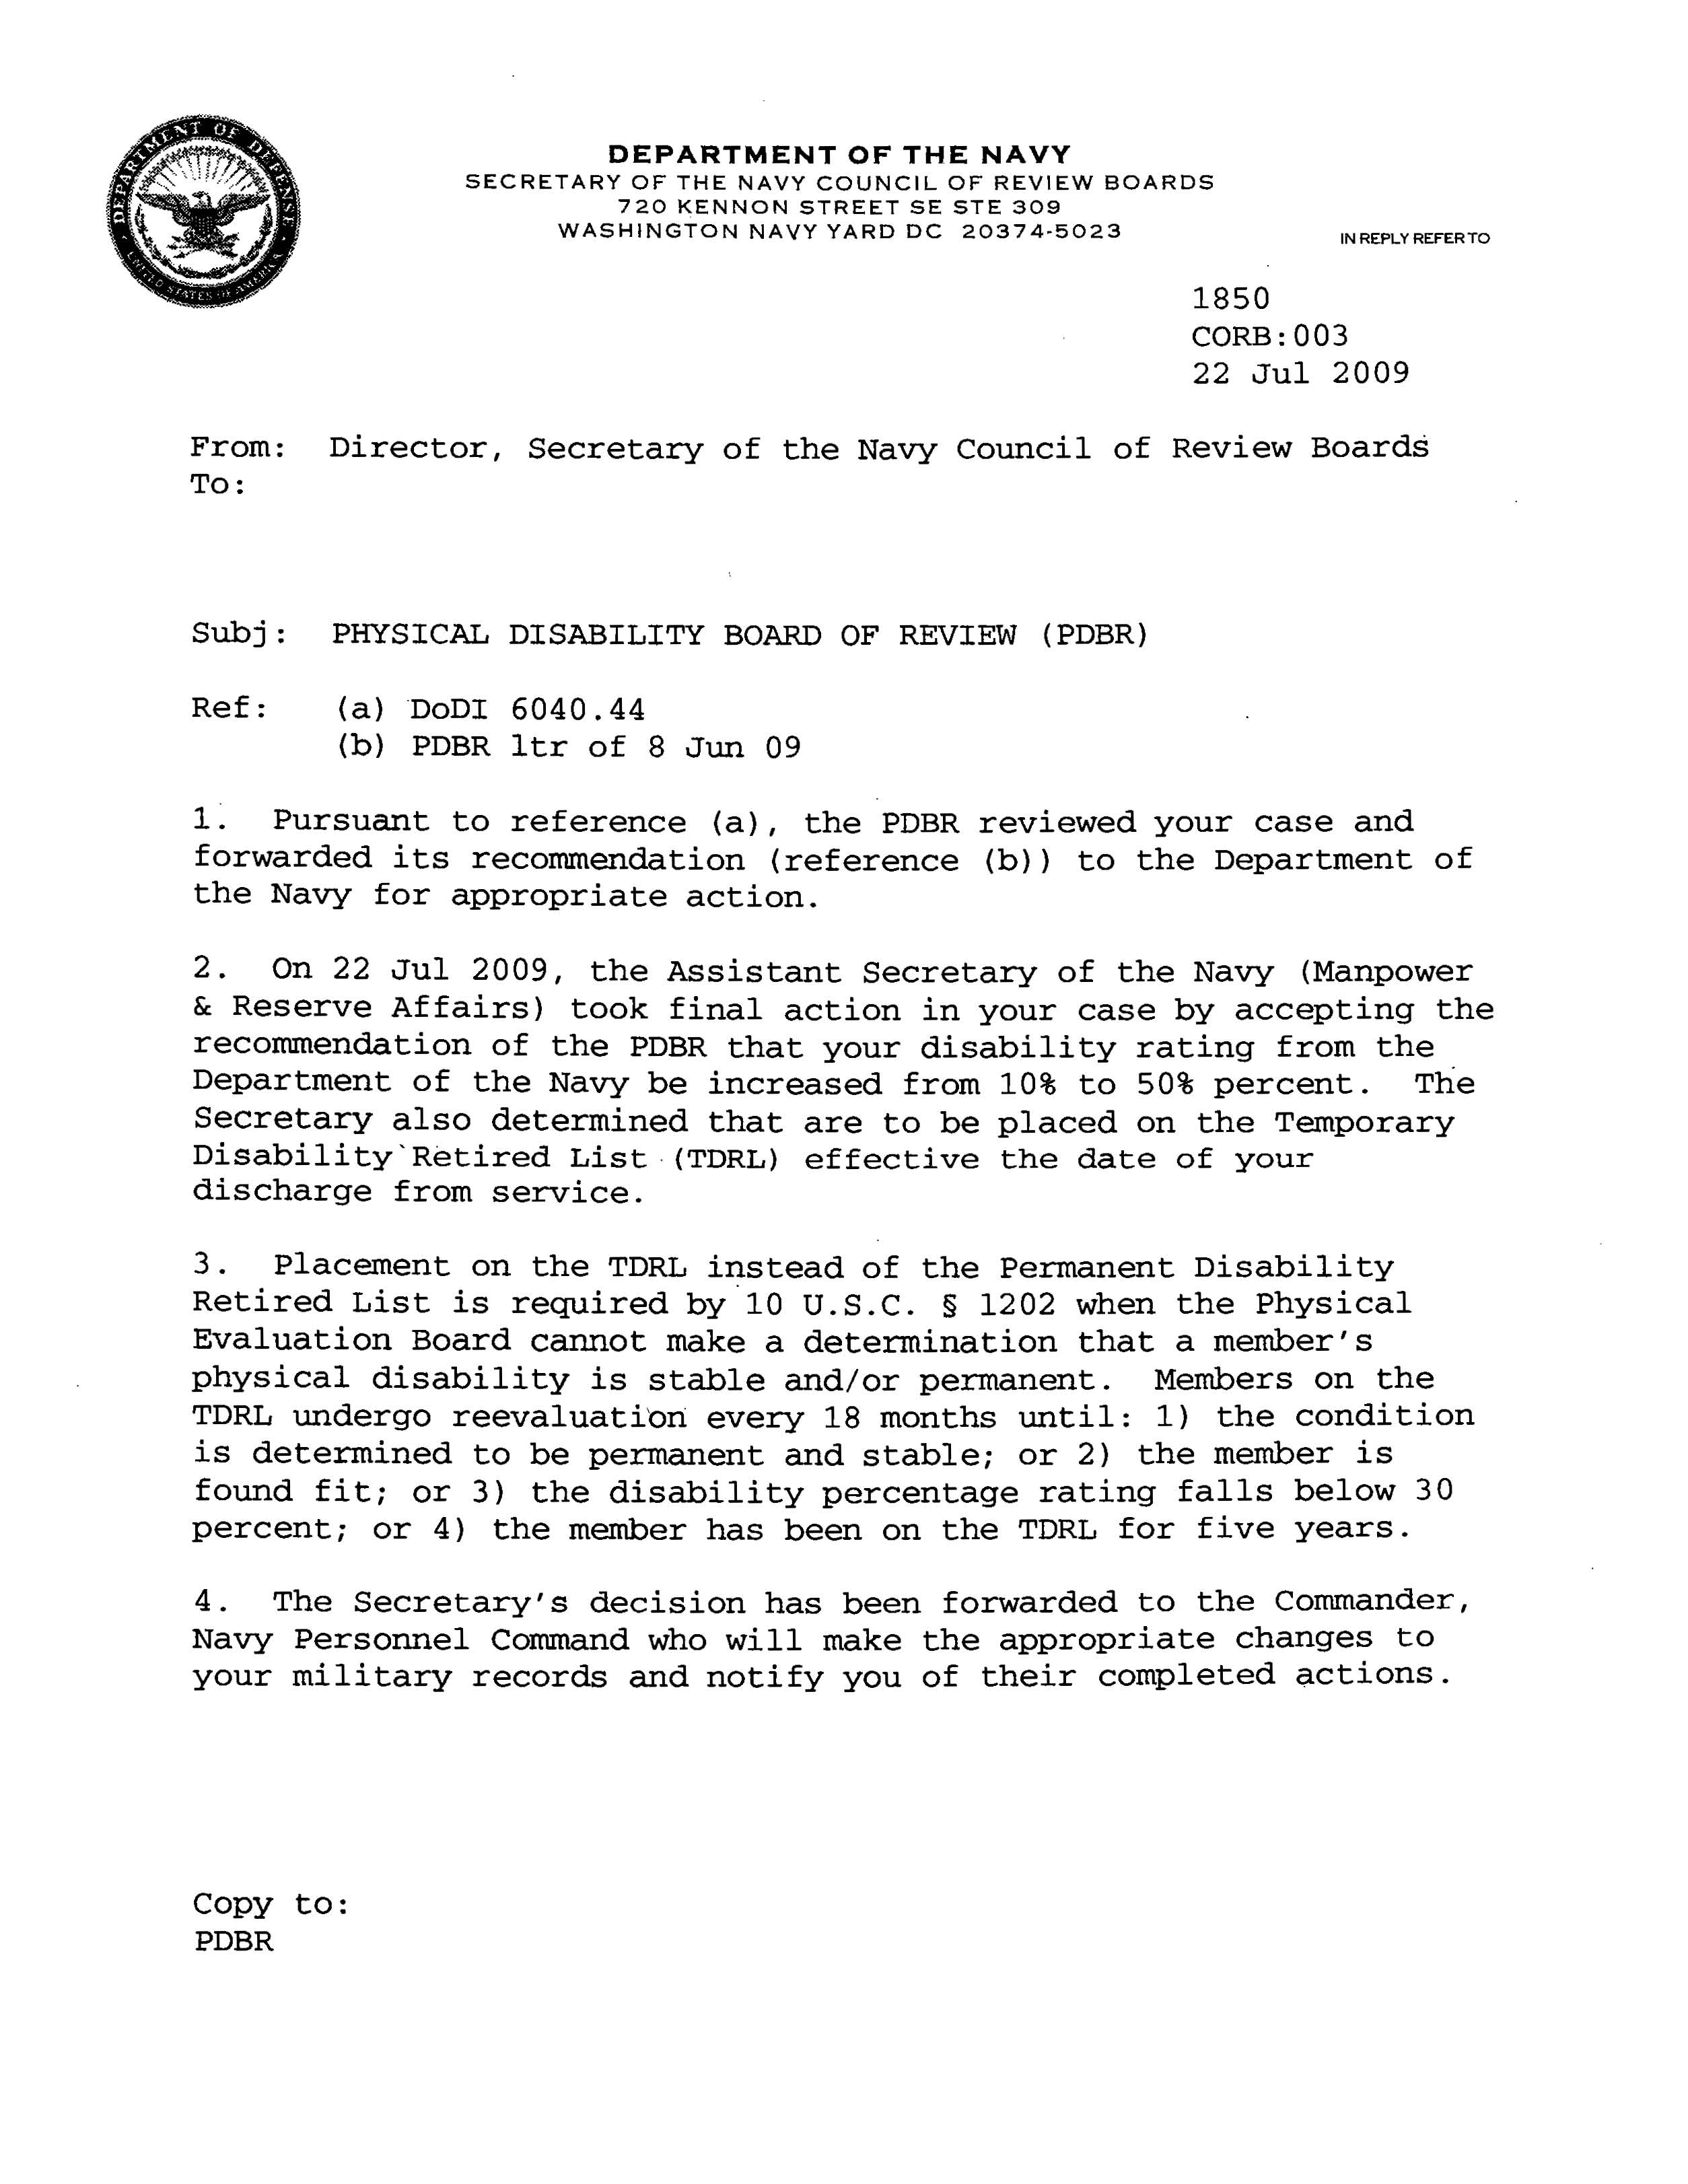 DEPARTMENT OF DEFENSE
UNITED STATES OF AMERICA
DEPARTMENT OF THE NAVY
SECRETARY OF THE NAVY COUNCIL OF REVIEW BOARDS
720 KENNON STREET SE STE 309
WASHINGTON NAVY YARD DC 20374-5023
IN REPLY REFER TO
1850
CORB:003
22 Jul 2009
From: Director, Secretary of the Navy Council of Review Boards
To:
Subj: PHYSICAL DISABILITY BOARD OF REVIEW (PDBR)
Ref: (a) DoDI 6040.44
(b) PDBR ltr of 8 Jun 09
1. Pursuant to reference (a), the PDBR reviewed your case and
forwarded its recommendation (reference (b)) to the Department of
the Navy for appropriate action.
2. On 22 Jul 2009, the Assistant Secretary of the Navy (Manpower
& Reserve Affairs) took final action in your case by accepting the
recommendation of the PDBR that your disability rating from the
Department of the Navy be increased from 10% to 50% percent. The
Secretary also determined that are to be placed on the Temporary
Disability Retired List (TDRL) effective the date of your
discharge from service.
3. Placement on the TDRL instead of the Permanent Disability
Retired List is required by 10 U.S.C. § 1202 when the Physical
Evaluation Board cannot make a determination that a member's
physical disability is stable and/or permanent. Members on the
TDRL undergo reevaluation every 18 months until: 1) the condition
is determined to be permanent and stable; or 2) the member is
found fit; or 3) the disability percentage rating falls below 30
percent; or 4) the member has been on the TDRL for five years.
4. The Secretary's decision has been forwarded to the Commander,
Navy Personnel Command who will make the appropriate changes to
your military records and notify you of their completed actions.
Copy to:
PDBR